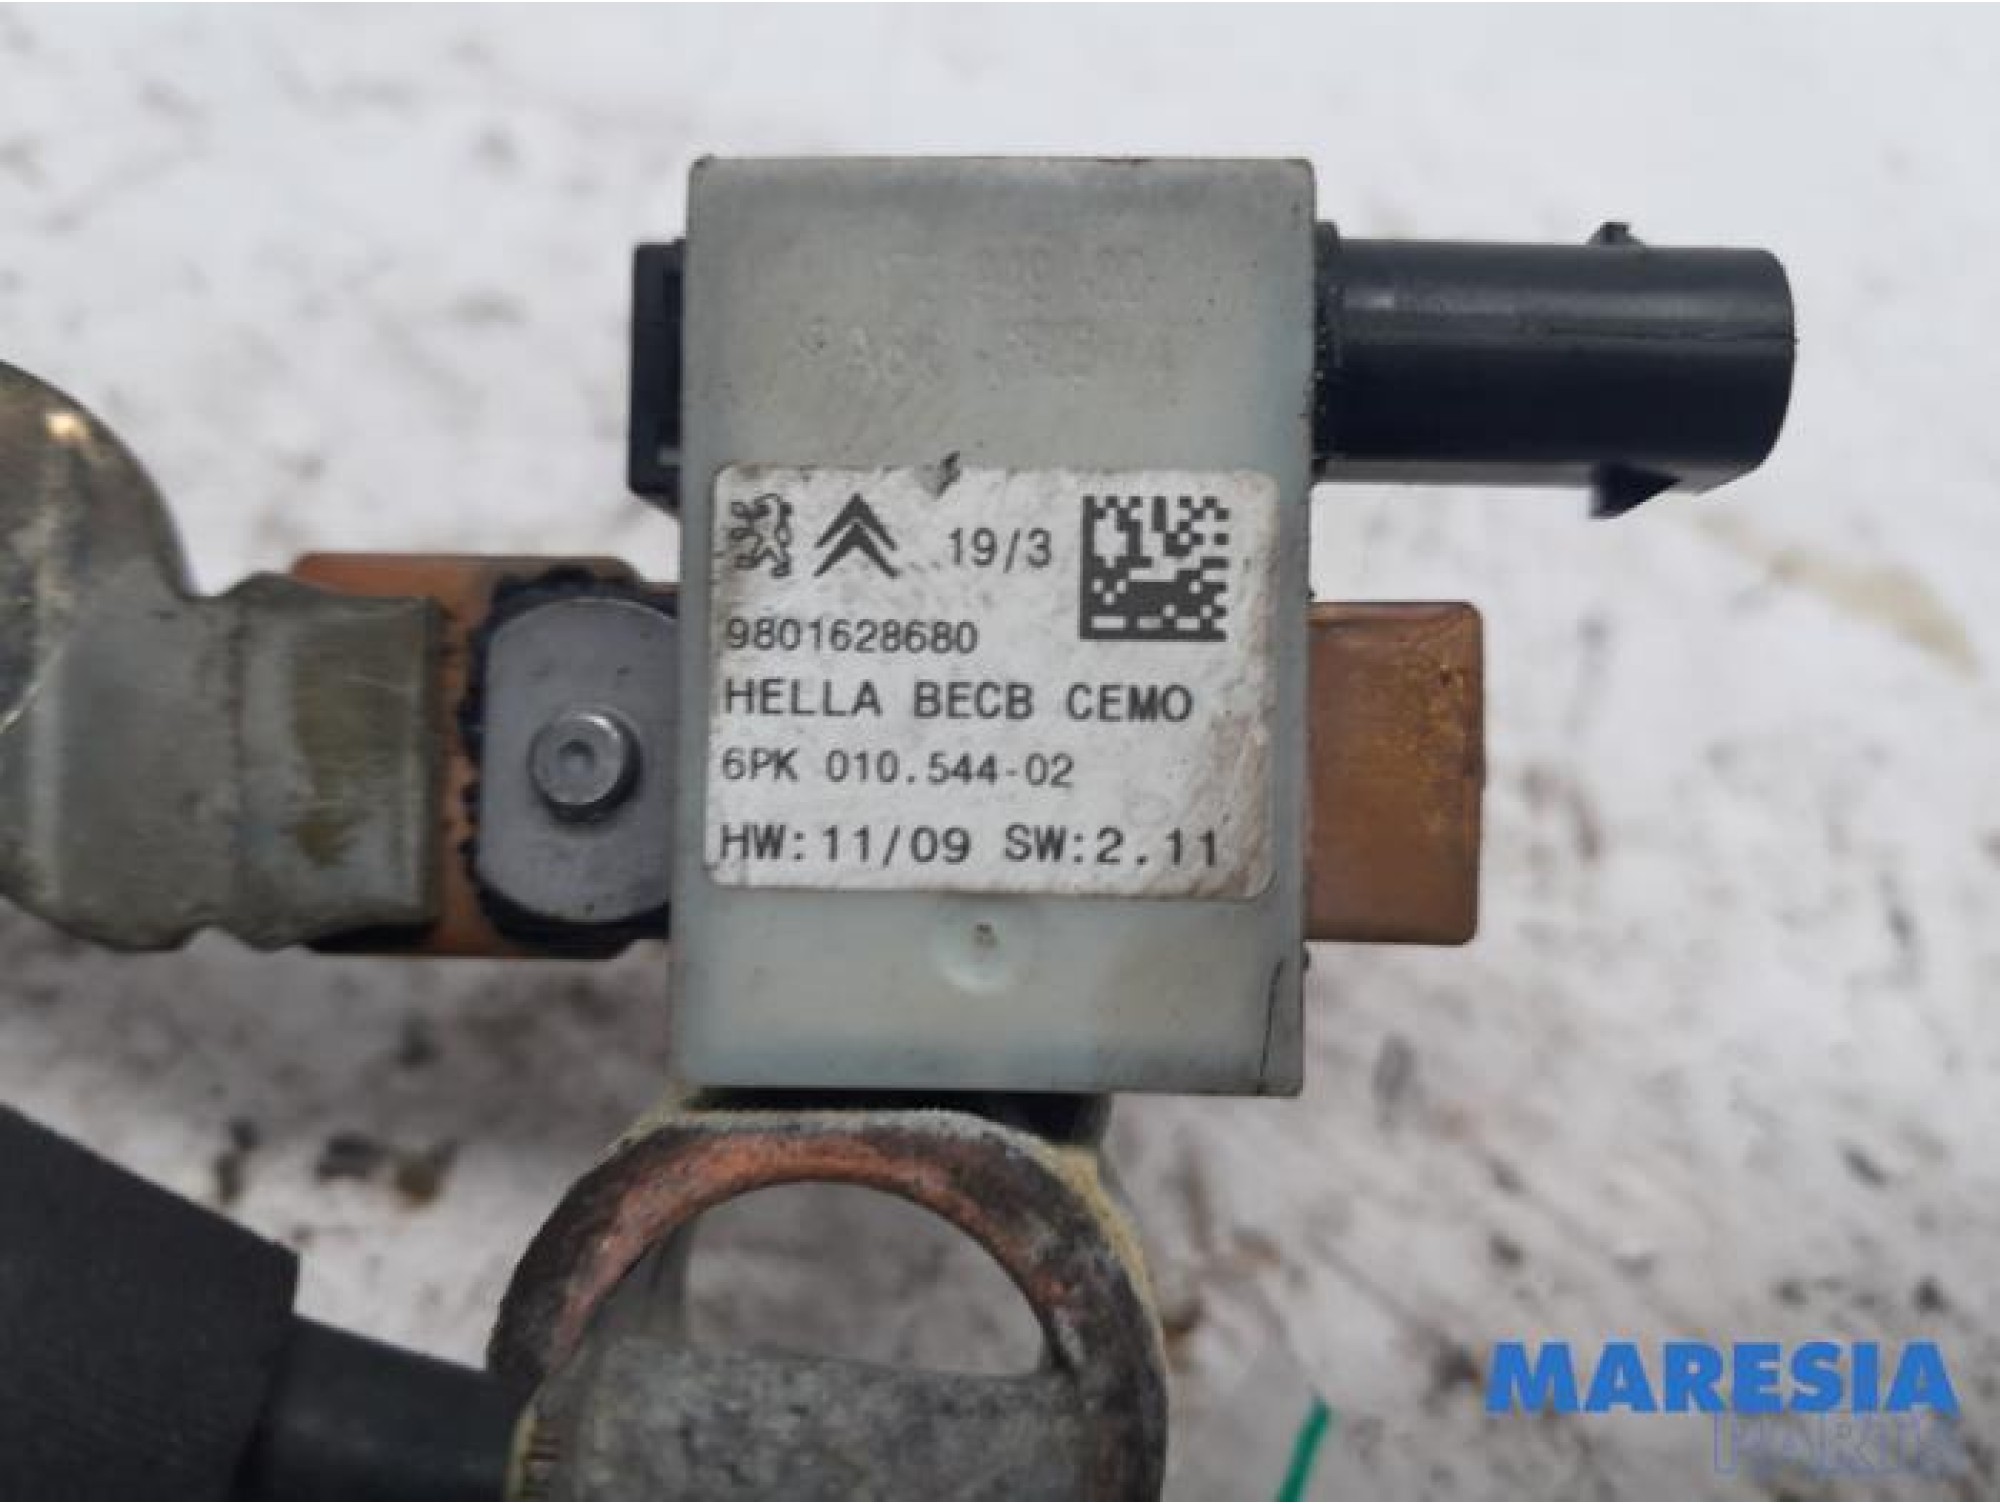 19/3
9801628680
HELLA BECB CEMO
6PK 010.544-02
HW:11/09 SW:2.11
MARESIA
PARTS